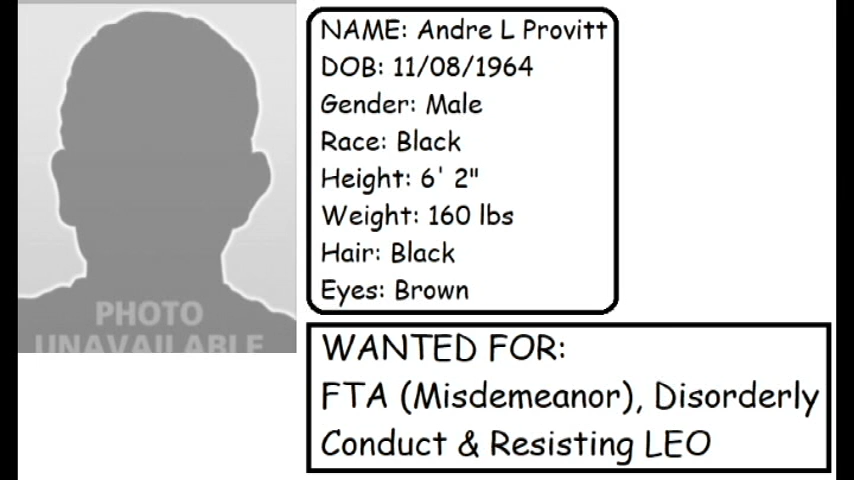 NAME: Andre L Provitt
DOB: 11/08/1964
Gender: Male
Race: Black
Height: 6' 2"
Weight: 160 lbs
Hair: Black
Eyes: Brown
PHOTO
UNAVAILABLE
WANTED FOR:
FTA (Misdemeanor), Disorderly
Conduct & Resisting LEO